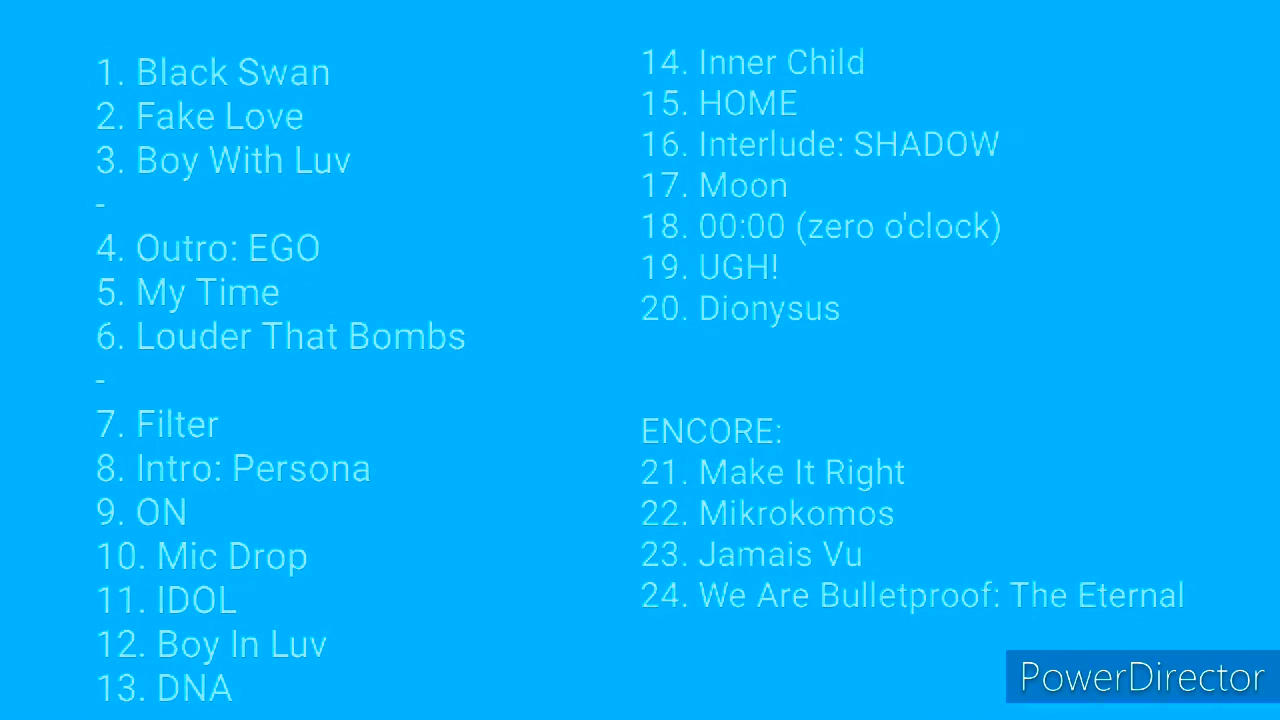 1. Black Swan
2. Fake Love
3. Boy With Luv
-
4. Outro: EGO
5. My Time
6. Louder That Bombs
-
7. Filter
8. Intro: Persona
9. ON
10. Mic Drop
11. IDOL
12. Boy In Luv
13. DNA
14. Inner Child
15. HOME
16. Interlude: SHADOW
17. Moon
18. 00:00 (zero o'clock)
19. UGH!
20. Dionysus
ENCORE:
21. Make It Right
22. Mikrokomos
23. Jamais Vu
24. We Are Bulletproof: The Eternal
PowerDirector